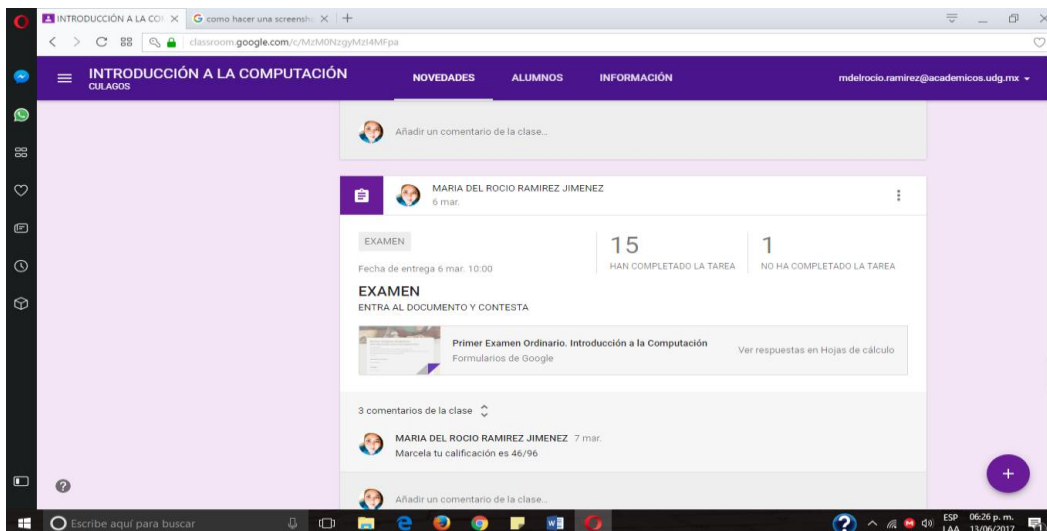 INTRODUCCIÓN A LA COI
como hacer una screensho
classroom.google.com/c/MzM0NzgyMzI4MFpa
INTRODUCCIÓN A LA COMPUTACIÓN
CULAGOS
NOVEDADES
ALUMNOS
INFORMACIÓN
mdelrocio.ramirez@academicos.udg.mx
Añadir un comentario de la clase...
MARIA DEL ROCIO RAMIREZ JIMENEZ
6 mar.
EXAMEN
15
1
Fecha de entrega 6 mar. 10:00
HAN COMPLETADO LA TAREA
NO HA COMPLETADO LA TAREA
EXAMEN
ENTRA AL DOCUMENTO Y CONTESTA
Primer Examen Ordinario. Introducción a la Computación
Formularios de Google
Ver respuestas en Hojas de cálculo
3 comentarios de la clase
MARIA DEL ROCIO RAMIREZ JIMENEZ 7 mar.
Marcela tu calificación es 46/96
Añadir un comentario de la clase...
Escribe aquí para buscar
ESP
LAA
06:26 p. m.
13/06/2017